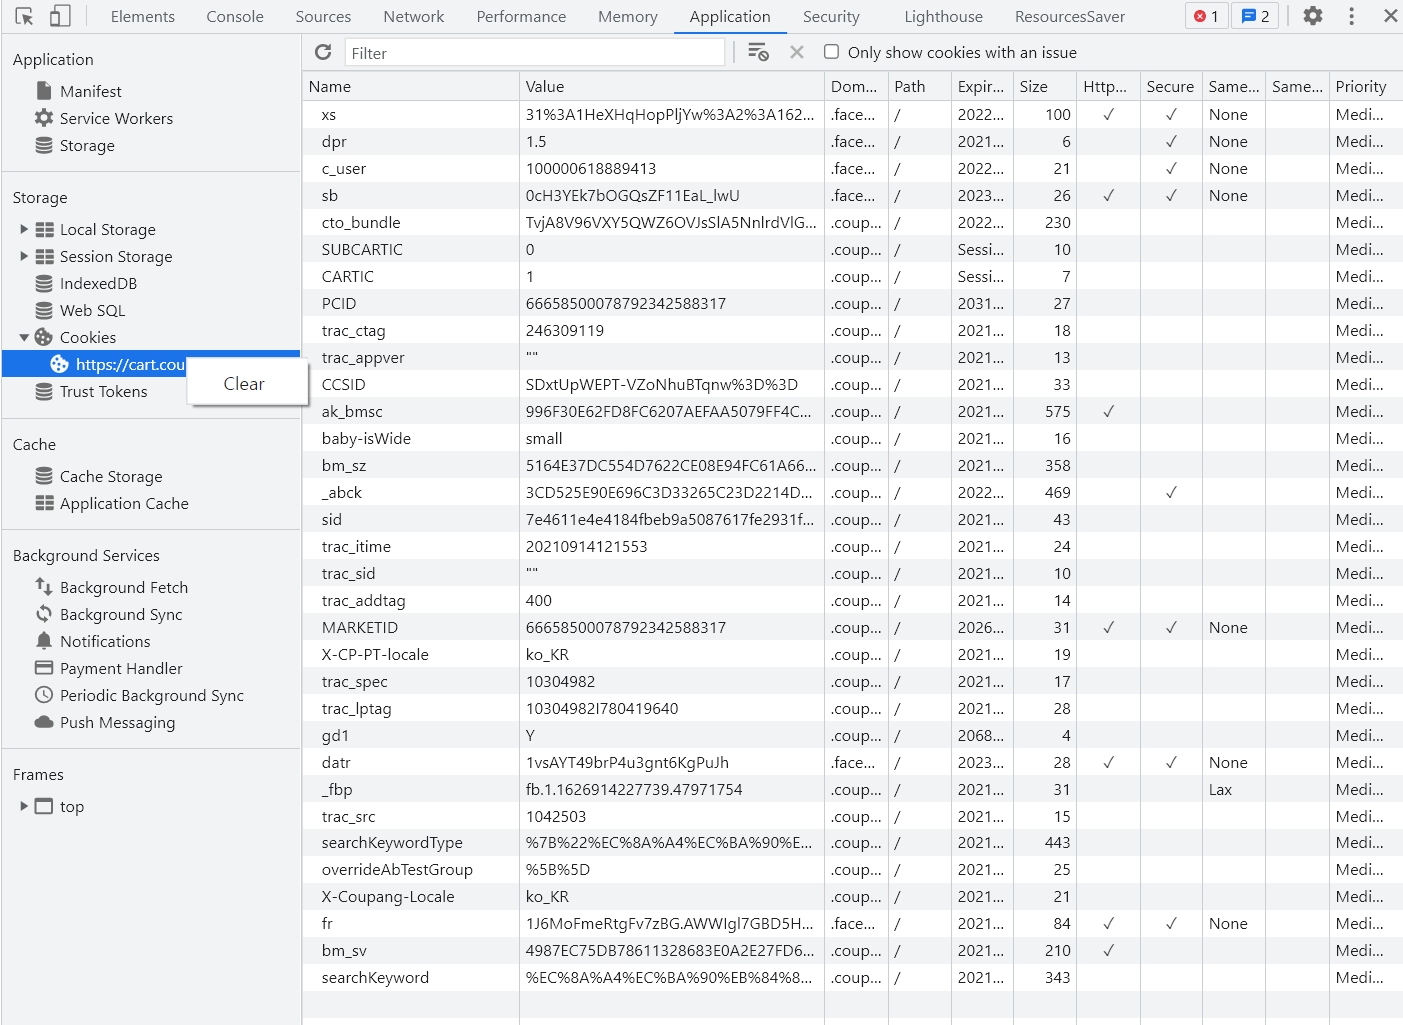 Elements Console Sources Network Performance Memory Application Security Lighthouse ResourcesSaver 1 2
Application
Manifest
Service Workers
Storage
Storage
Local Storage
Session Storage
IndexedDB
Web SQL
Cookies
https://cart.cou
Clear
Trust Tokens
Cache
Cache Storage
Application Cache
Background Services
Background Fetch
Background Sync
Notifications
Payment Handler
Periodic Background Sync
Push Messaging
Frames
top
Filter Only show cookies with an issue
Name Value Dom... Path Expir... Size Http... Secure Same... Same... Priority
xs 31%3A1HeXHqHopPljYw%3A2%3A162... .face... / 2022... 100 ✓ ✓ None Medi...
dpr 1.5 .face... / 2021... 6 ✓ None Medi...
c_user 100000618889413 .face... / 2022... 21 ✓ None Medi...
sb 0cH3YEk7bOGQsZF11EaL_lwU .face... / 2023... 26 ✓ ✓ None Medi...
cto_bundle TvjA8V96VXY5QWZ6OVJsSlA5NnlrdVlG... .coup... / 2022... 230 Medi...
SUBCARTIC 0 .coup... / Sessi... 10 Medi...
CARTIC 1 .coup... / Sessi... 7 Medi...
PCID 66658500078792342588317 .coup... / 2031... 27 Medi...
trac_ctag 246309119 .coup... / 2021... 18 Medi...
trac_appver "" .coup... / 2021... 13 Medi...
CCSID SDxtUpWEPT-VZoNhuBTqnw%3D%3D .coup... / 2021... 33 Medi...
ak_bmsc 996F30E62FD8FC6207AEFAA5079FF4C... .coup... / 2021... 575 ✓ Medi...
baby-isWide small .coup... / 2021... 16 Medi...
bm_sz 5164E37DC554D7622CE08E94FC61A66... .coup... / 2021... 358 Medi...
_abck 3CD525E90E696C3D33265C23D2214D... .coup... / 2022... 469 ✓ Medi...
sid 7e4611e4e4184fbeb9a5087617fe2931f... .coup... / 2021... 43 Medi...
trac_itime 20210914121553 .coup... / 2021... 24 Medi...
trac_sid "" .coup... / 2021... 10 Medi...
trac_addtag 400 .coup... / 2021... 14 Medi...
MARKETID 66658500078792342588317 .coup... / 2026... 31 ✓ ✓ None Medi...
X-CP-PT-locale ko_KR .coup... / 2021... 19 Medi...
trac_spec 10304982 .coup... / 2021... 17 Medi...
trac_lptag 10304982I780419640 .coup... / 2021... 28 Medi...
gd1 Y .coup... / 2068... 4 Medi...
datr 1vsAYT49brP4u3gnt6KgPuJh .face... / 2023... 28 ✓ ✓ None Medi...
_fbp fb.1.1626914227739.47971754 .coup... / 2021... 31 Lax Medi...
trac_src 1042503 .coup... / 2021... 15 Medi...
searchKeywordType %7B%22%EC%8A%A4%EC%BA%90%E... .coup... / 2021... 443 Medi...
overrideAbTestGroup %5B%5D .coup... / 2021... 25 Medi...
X-Coupang-Locale ko_KR .coup... / 2021... 21 Medi...
fr 1J6MoFmeRtgFv7zBG.AWWIgl7GBD5H... .face... / 2021... 84 ✓ ✓ None Medi...
bm_sv 4987EC75DB78611328683E0A2E27FD6... .coup... / 2021... 210 ✓ Medi...
searchKeyword %EC%8A%A4%EC%BA%90%EB%84%8... .coup... / 2021... 343 Medi...